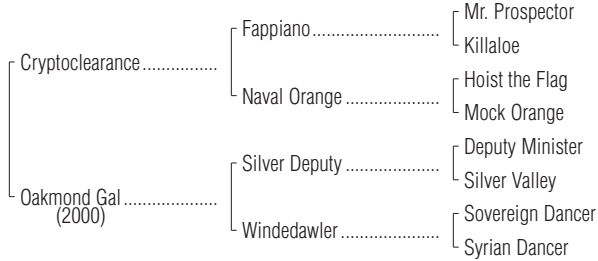 Mr. Prospector
Fappiano..............................
Killaloe
Cryptoclearance................
Hoist the Flag
Naval Orange ......................
Mock Orange
Deputy Minister
Silver Deputy ......................
Silver Valley
Oakmond Gal ....................
(2000)
Sovereign Dancer
Windedawler .......................
Syrian Dancer